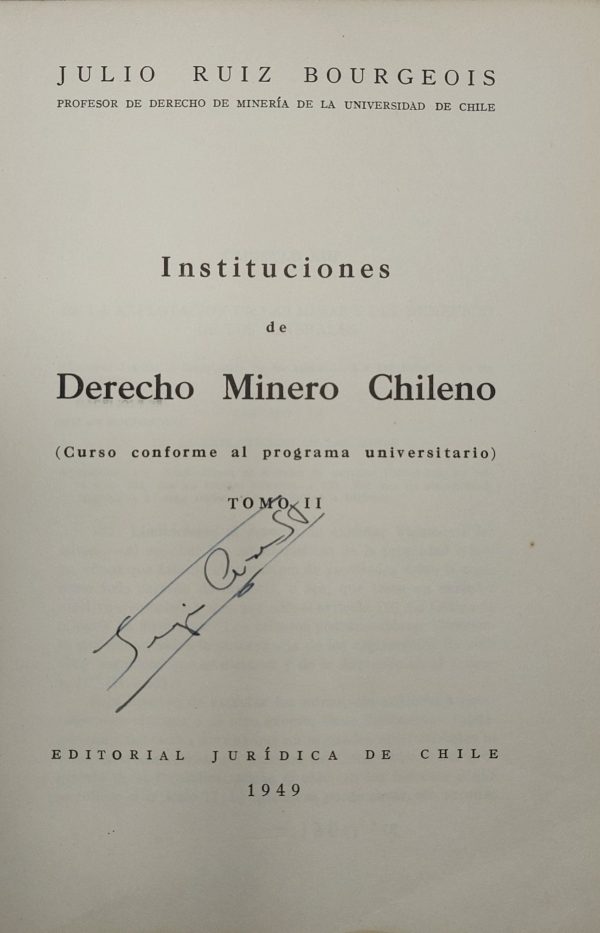 JULIO RUIZ BOURGEOIS
PROFESOR DE DERECHO DE MINERÍA DE LA UNIVERSIDAD DE CHILE
Instituciones
de
Derecho Minero Chileno
(Curso conforme al programa universitario)
TOMO II
EDITORIAL JURÍDICA DE CHILE
1949